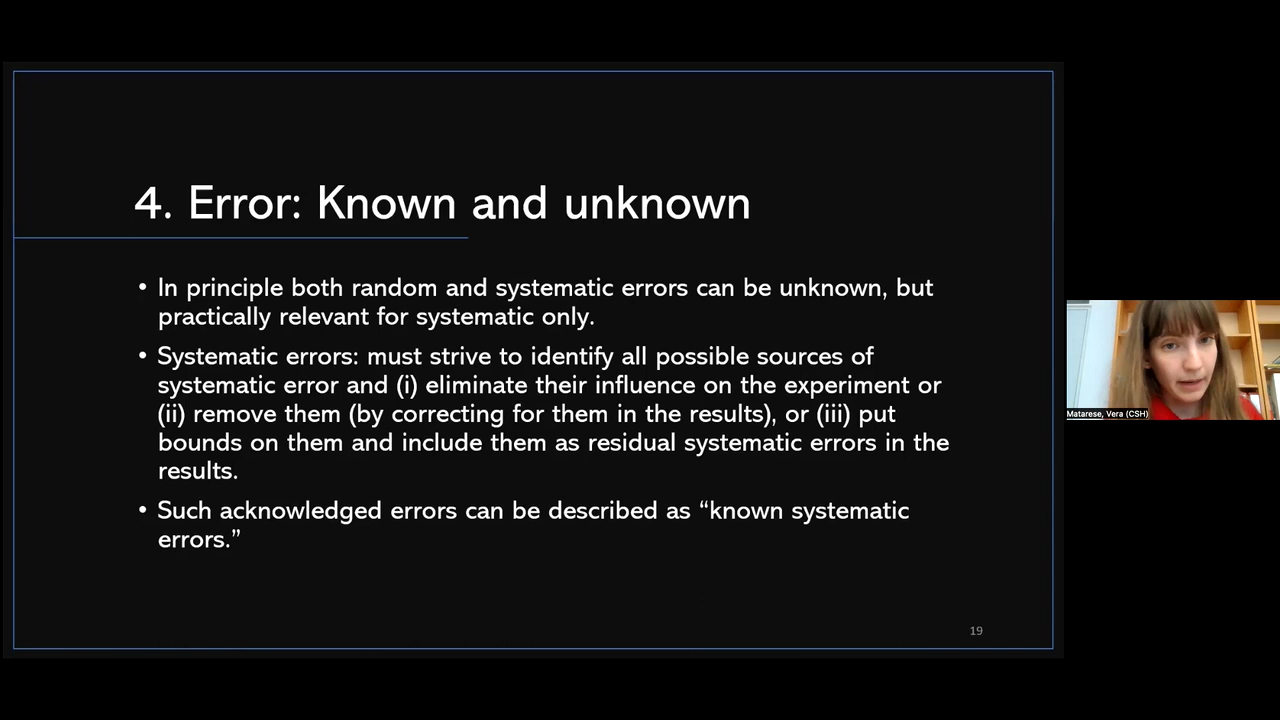 4. Error: Known and unknown
• In principle both random and systematic errors can be unknown, but
practically relevant for systematic only.
• Systematic errors: must strive to identify all possible sources of
systematic error and (i) eliminate their influence on the experiment or
(ii) remove them (by correcting for them in the results), or (iii) put
bounds on them and include them as residual systematic errors in the
results.
• Such acknowledged errors can be described as “known systematic
errors.”
19
Matarese, Vera (CSH)